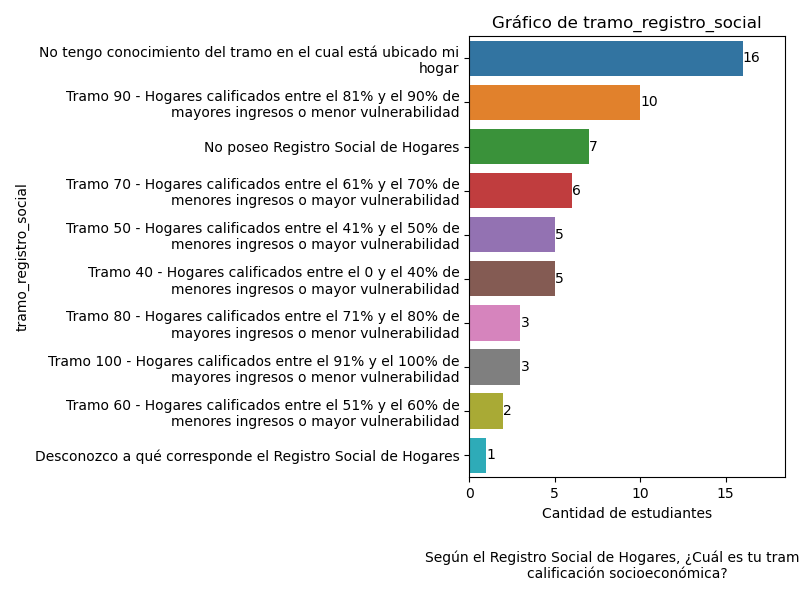 Gráfico de tramo_registro_social
No tengo conocimiento del tramo en el cual está ubicado mi
hogar
16
Tramo 90 - Hogares calificados entre el 81% y el 90% de
mayores ingresos o menor vulnerabilidad
10
No poseo Registro Social de Hogares
7
Tramo 70 - Hogares calificados entre el 61% y el 70% de
menores ingresos o mayor vulnerabilidad
6
Tramo 50 - Hogares calificados entre el 41% y el 50% de
menores ingresos o mayor vulnerabilidad
5
Tramo 40 - Hogares calificados entre el 0 y el 40% de
menores ingresos o mayor vulnerabilidad
5
Tramo 80 - Hogares calificados entre el 71% y el 80% de
mayores ingresos o menor vulnerabilidad
3
Tramo 100 - Hogares calificados entre el 91% y el 100% de
mayores ingresos o menor vulnerabilidad
3
Tramo 60 - Hogares calificados entre el 51% y el 60% de
menores ingresos o mayor vulnerabilidad
2
Desconozco a qué corresponde el Registro Social de Hogares
1
tramo_registro_social
0 5 10 15
Cantidad de estudiantes
Según el Registro Social de Hogares, ¿Cuál es tu tram
calificación socioeconómica?